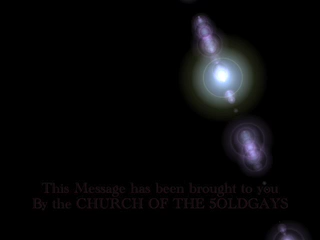 This Message has been brought to you
By the CHURCH OF THE 5OLDGAYS